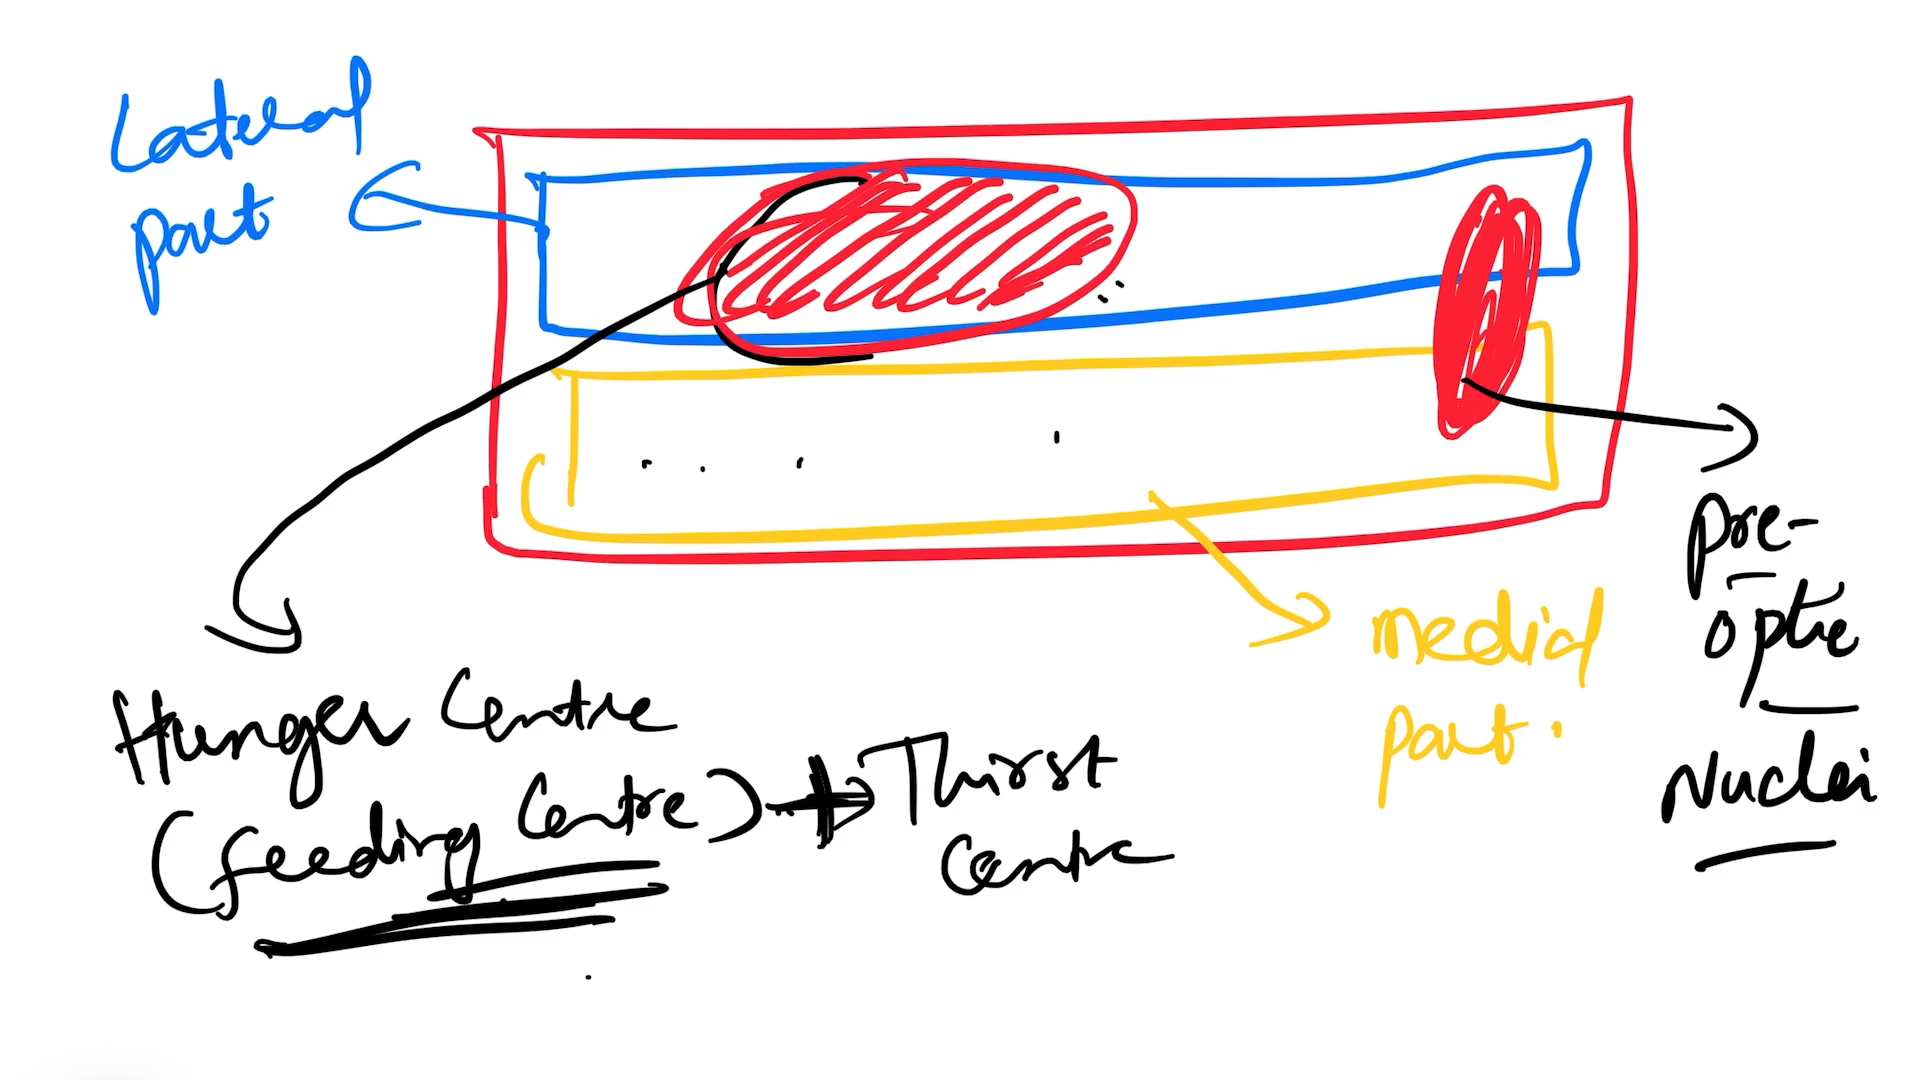 Lateral
part
pre-
optic
nuclei
medial
part.
Hunger Centre
(feeding Centre) + Thirst
Centre